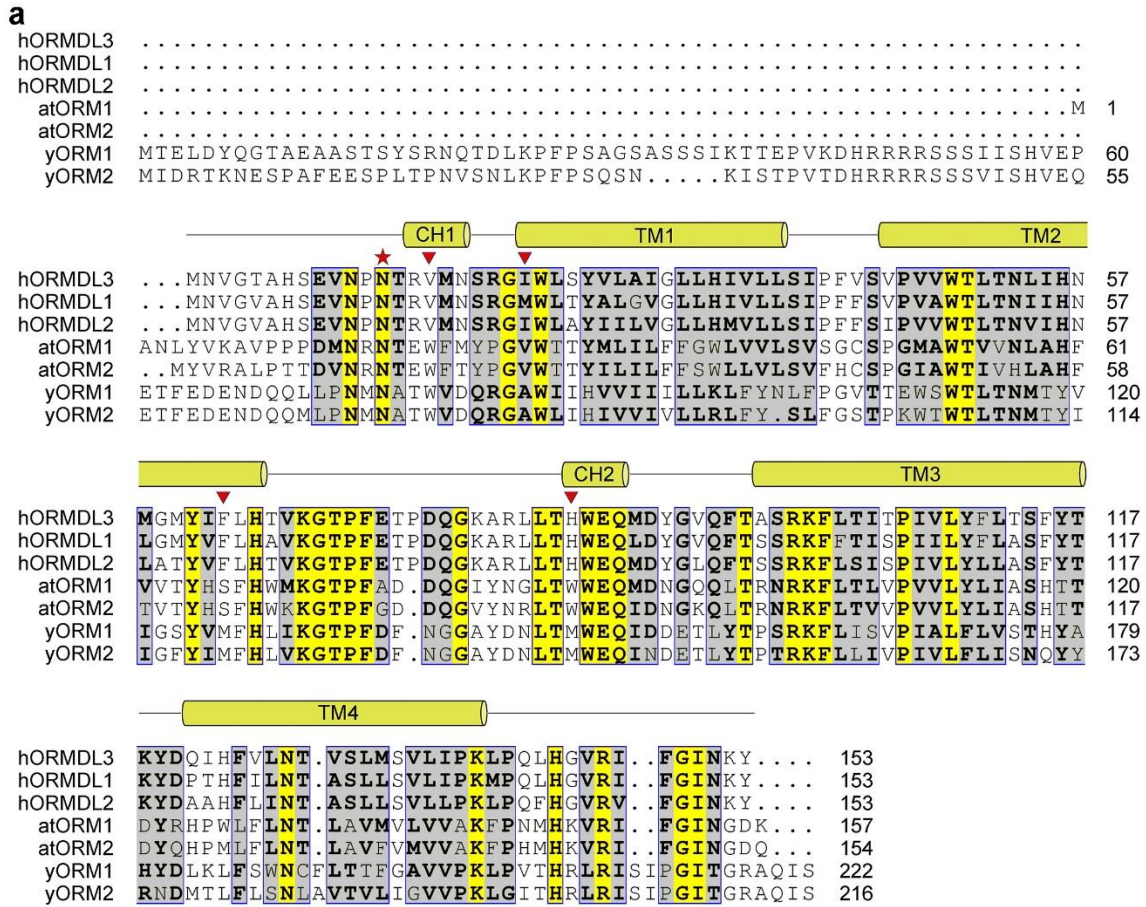 a
hORMDL3 ...............................................................
hORMDL1 ...............................................................
hORMDL2 ...............................................................
atORM1 ..............................................................M 1
atORM2 ...............................................................
yORM1 MTELDYQGTAEAASTSYSRNQTDLKPFPSAGSASSSIKTTEPVKDHRRRRSSSIISHVEP 60
yORM2 MIDRTKNESPAFEESPLTPNVSNLKPFPSQSN.....KISTPVTDHRRRRSSSVISHVEQ 55
CH1 TM1 TM2
hORMDL3 ...MNVGTAHSEVNPNTRVMNSRGIWLSYVLAIGLLHIVLLSIPFVSVPVVWTLTNLIHN 57
hORMDL1 ...MNVGVAHSEVNPNTRVMNSRGMWLTYALGVGLLHIVLLSIPFFSVPVAWTLTNIIHN 57
hORMDL2 ...MNVGVAHSEVNPNTRVMNSRGIWLAYIILVGLLHMVLLSIPFFSIPVVWTLTNVIHN 57
atORM1 ANLYVKAVPPPDMNRNTEWFMYPGVWTTYMLILFFGWLVVLSVSGCSPGMAWTVVNLAHF 61
atORM2 ..MYVRALPTTDVNRNTEWFTYPGVWTTYILILFFSWLLVLSVFHCSPGIAWTIVHLAHF 58
yORM1 ETFEDENDQQLLPNMNATWVDQRGAWLIHVVIIILLKLFYNLFPGVTTEWSWTLTNMTYV 120
yORM2 ETFEDENDQQMLPNMNATWVDQRGAWLIHIVVIVLLRLFY.SLFGSTPKWTWTLTNMTYI 114
CH2 TM3
hORMDL3 MGMYIFLHTVKGTPFETPDQGKARLLTHWEQMDYGVQFTASRKFLTITPIVLYFLTSFYT 117
hORMDL1 LGMYVFLHAVKGTPFETPDQGKARLLTHWEQLDYGVQFTSSRKFFTISPIILYFLASFYT 117
hORMDL2 LATYVFLHTVKGTPFETPDQGKARLLTHWEQMDYGLQFTSSRKFLSISPIVLYLLASFYT 117
atORM1 VVTYHSFHWMKGTPFAD.DQGIYNGLTWWEQMDNGQQLTRNRKFLTLVPVVLYLIASHTT 120
atORM2 TVTYHSFHWKKGTPFGD.DQGVYNRLTWWEQIDNGKQLTRNRKFLTVVPVVLYLIASHTT 117
yORM1 IGSYVMFHLIKGTPFDF.NGGAYDNLTMWEQIDDETLYTPSRKFLISVPIALFLVSTHYA 179
yORM2 IGFYIMFHLVKGTPFDF.NGGAYDNLTMWEQINDETLYTPTRKFLLIVPIVLFLISNQYY 173
TM4
hORMDL3 KYDQIHFVLNT.VSLMSVLIPKLPQLHGVRI..FGINKY.... 153
hORMDL1 KYDPTHFILNT.ASLLSVLIPKMPQLHGVRI..FGINKY.... 153
hORMDL2 KYDAAHFLINT.ASLLSVLLPKLPQFHGVRV..FGINKY.... 153
atORM1 DYRHPWLFLNT.LAVMVLVVAKFPNMHKVRI..FGINGDK... 157
atORM2 DYQHPMLFLNT.LAVFVMVVAKFPHMHKVRI..FGINGDQ... 154
yORM1 HYDLKLFSWNCFLTTFGAVVPKLPVTHRLRISIPGITGRAQIS 222
yORM2 RNDMTLFLSNLAVTVLIGVVPKLGITHRLRISIPGITGRAQIS 216